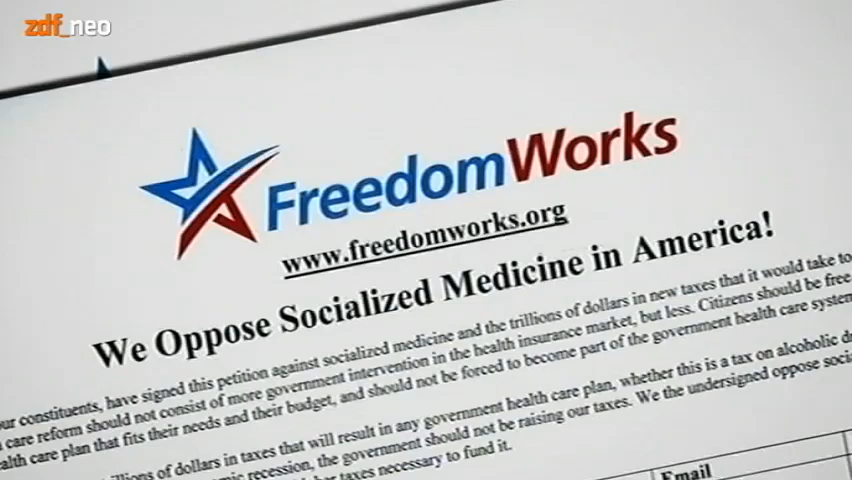 zdf_neo
FreedomWorks
www.freedomworks.org
We Oppose Socialized Medicine in America!
our constituents, have signed this petition against socialized medicine and the trillions of dollars in new taxes that it would take to
care reform should not consist of more government intervention in the health insurance market, but less. Citizens should be free
alth care plan that fits their needs and their budget, and should not be forced to become part of the government health care system
illions of dollars in taxes that will result in any government health care plan, whether this is a tax on alcoholic
mic recession, the government should not be raising our taxes. We the undersigned oppose
taxes necessary to fund it.
Email